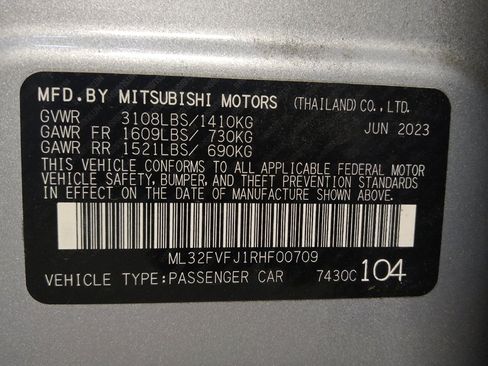 MFD.BY MITSUBISHI MOTORS (THAILAND) CO., LTD.
GVWR 3108LBS/1410KG JUN 2023
GAWR FR 1609LBS/ 730KG
GAWR RR 1521LBS/ 690KG
THIS VEHICLE CONFORMS TO ALL APPLICABLE FEDERAL MOTOR
VEHICLE SAFETY, BUMPER, AND THEFT PREVENTION STANDARDS
IN EFFECT ON THE DATE OF MANUFACTURE SHOWN ABOVE.
ML32FVFJ1RHF00709
VEHICLE TYPE:PASSENGER CAR 7430C 104